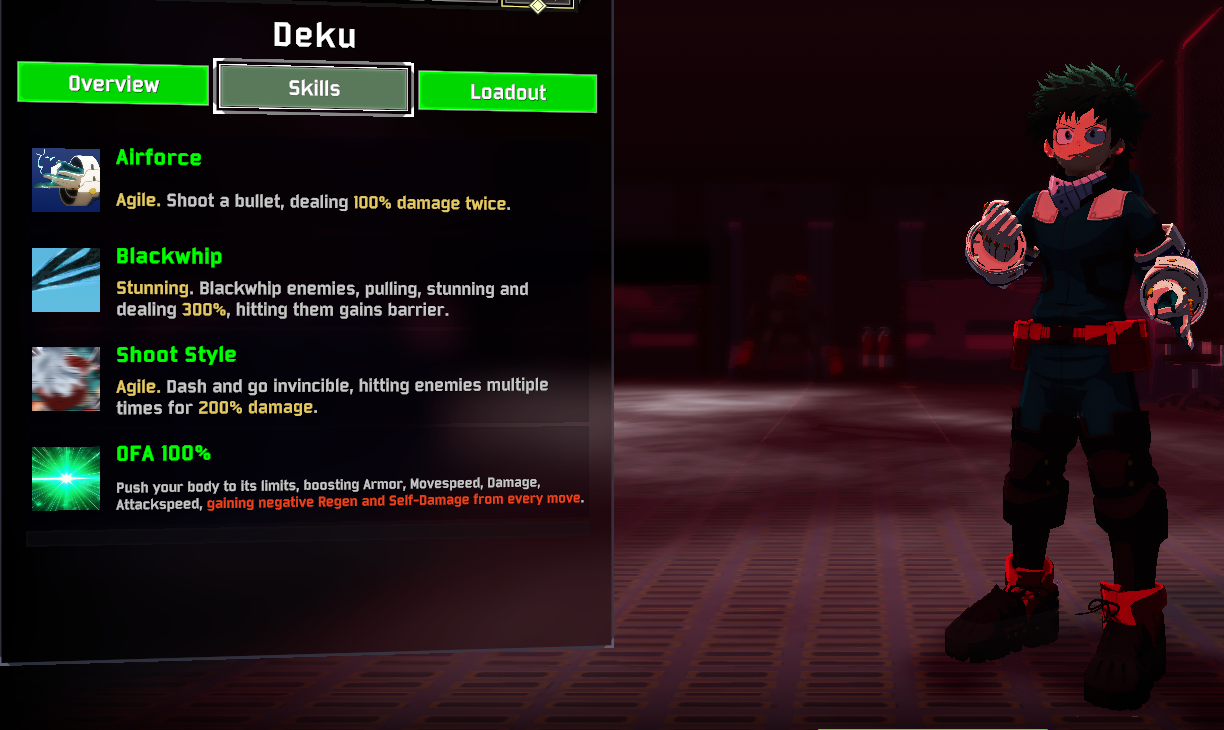 Deku
Overview
Skills
Loadout
Airforce
Agile. Shoot a bullet, dealing 100% damage twice.
Blackwhip
Stunning. Blackwhip enemies, pulling, stunning and
dealing 300%, hitting them gains barrier.
Shoot Style
Agile. Dash and go invincible, hitting enemies multiple
times for 200% damage.
OFA 100%
Push your body to its limits, boosting Armor, Movespeed, Damage,
Attackspeed, gaining negative Regen and Self-Damage from every move.